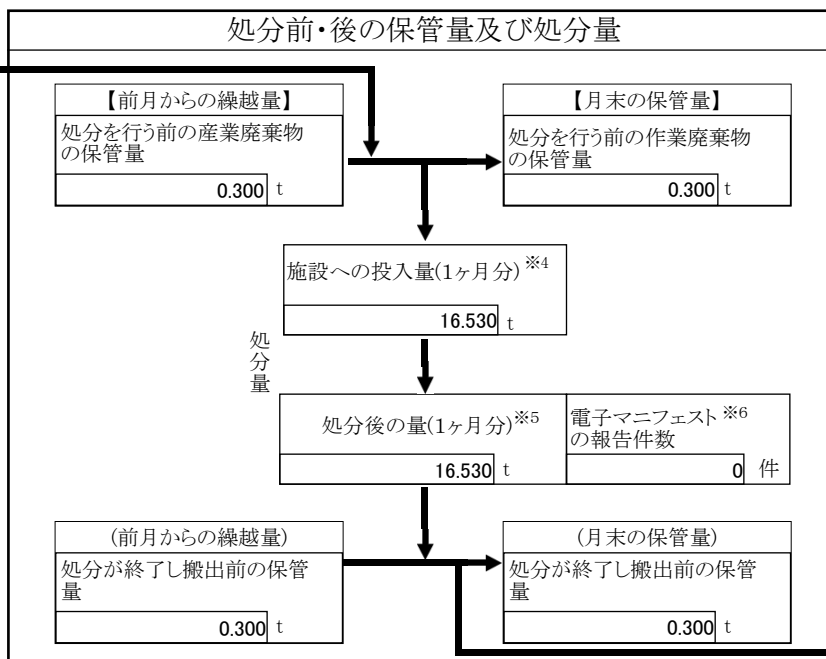 処分前・後の保管量及び処分量
【前月からの繰越量】
処分を行う前の産業廃棄物
の保管量
0.300 t
【月末の保管量】
処分を行う前の作業廃棄物
の保管量
0.300 t
施設への投入量(1ヶ月分)※4
16.530 t
処分量
処分後の量(1ヶ月分)※5
16.530 t
電子マニフェスト※6
の報告件数
0 件
(前月からの繰越量)
処分が終了し搬出前の保管
量
0.300 t
(月末の保管量)
処分が終了し搬出前の保管
量
0.300 t